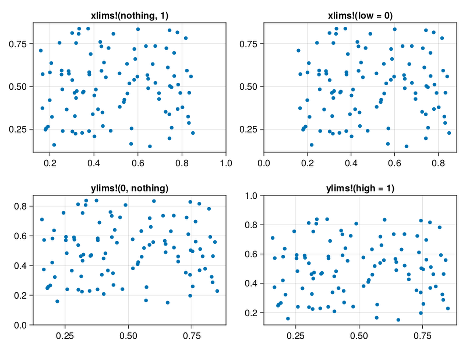 xlims!(nothing, 1)
0.75
0.50
0.25
0.2 0.4 0.6 0.8 1.0
xlims!(low = 0)
0.75
0.50
0.25
0.0 0.2 0.4 0.6 0.8
ylims!(0, nothing)
0.8
0.6
0.4
0.2
0.0
0.25 0.50 0.75
ylims!(high = 1)
1.0
0.8
0.6
0.4
0.2
0.25 0.50 0.75